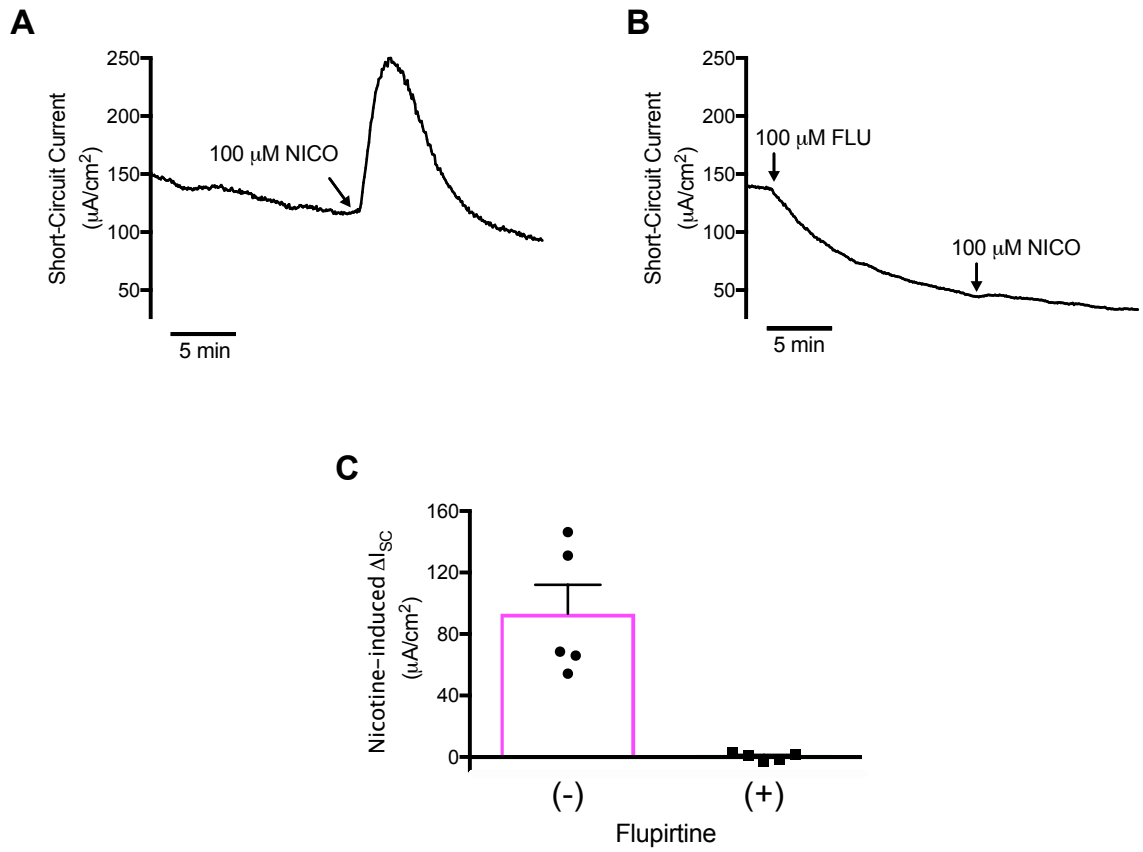 A
Short-Circuit Current
(μA/cm²)
250
200
150
100
50
100 μM NICO
5 min
B
Short-Circuit Current
(μA/cm²)
250
200
150
100
50
100 μM FLU
100 μM NICO
5 min
C
Nicotine-induced ΔI_SC
(μA/cm²)
160
120
80
40
0
(-)
(+)
Flupirtine